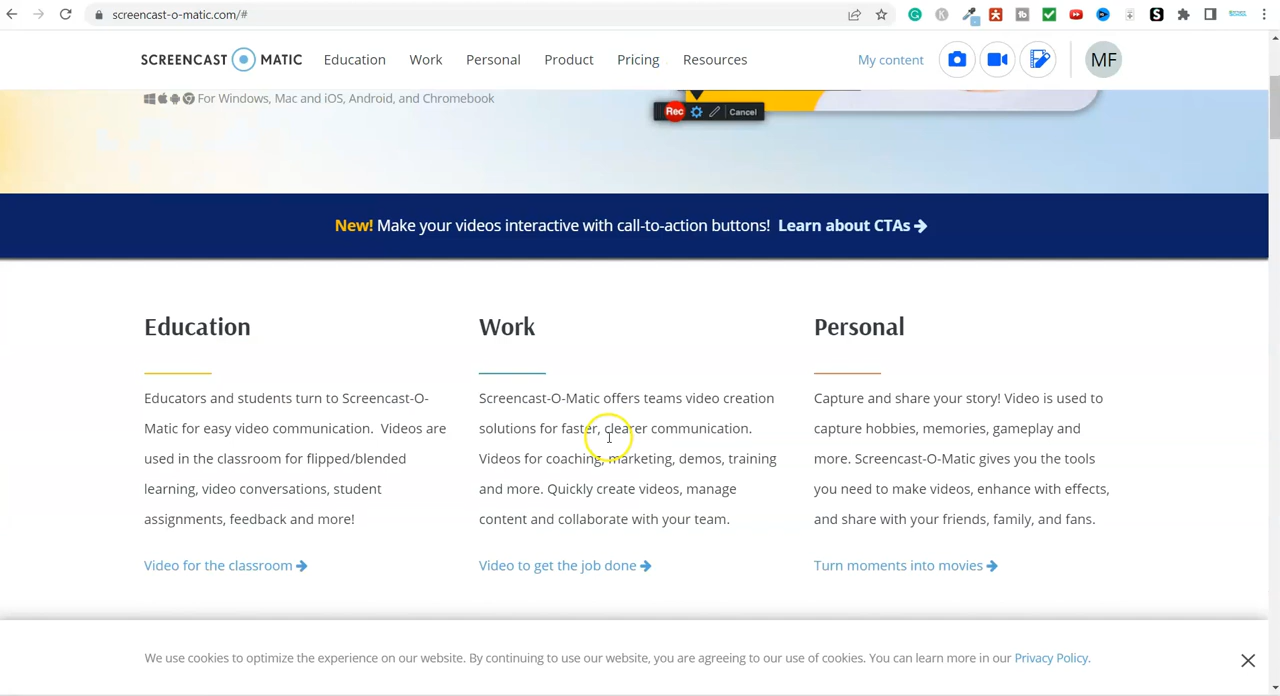 screencast-o-matic.com/#
SCREENCAST O MATIC Education Work Personal Product Pricing Resources My content MF
For Windows, Mac and iOS, Android, and Chromebook
Rec Cancel
New! Make your videos interactive with call-to-action buttons! Learn about CTAs
Education
Educators and students turn to Screencast-O-
Matic for easy video communication. Videos are
used in the classroom for flipped/blended
learning, video conversations, student
assignments, feedback and more!
Video for the classroom
Work
Screencast-O-Matic offers teams video creation
solutions for faster, clearer communication.
Videos for coaching, marketing, demos, training
and more. Quickly create videos, manage
content and collaborate with your team.
Video to get the job done
Personal
Capture and share your story! Video is used to
capture hobbies, memories, gameplay and
more. Screencast-O-Matic gives you the tools
you need to make videos, enhance with effects,
and share with your friends, family, and fans.
Turn moments into movies
We use cookies to optimize the experience on our website. By continuing to use our website, you are agreeing to our use of cookies. You can learn more in our Privacy Policy.